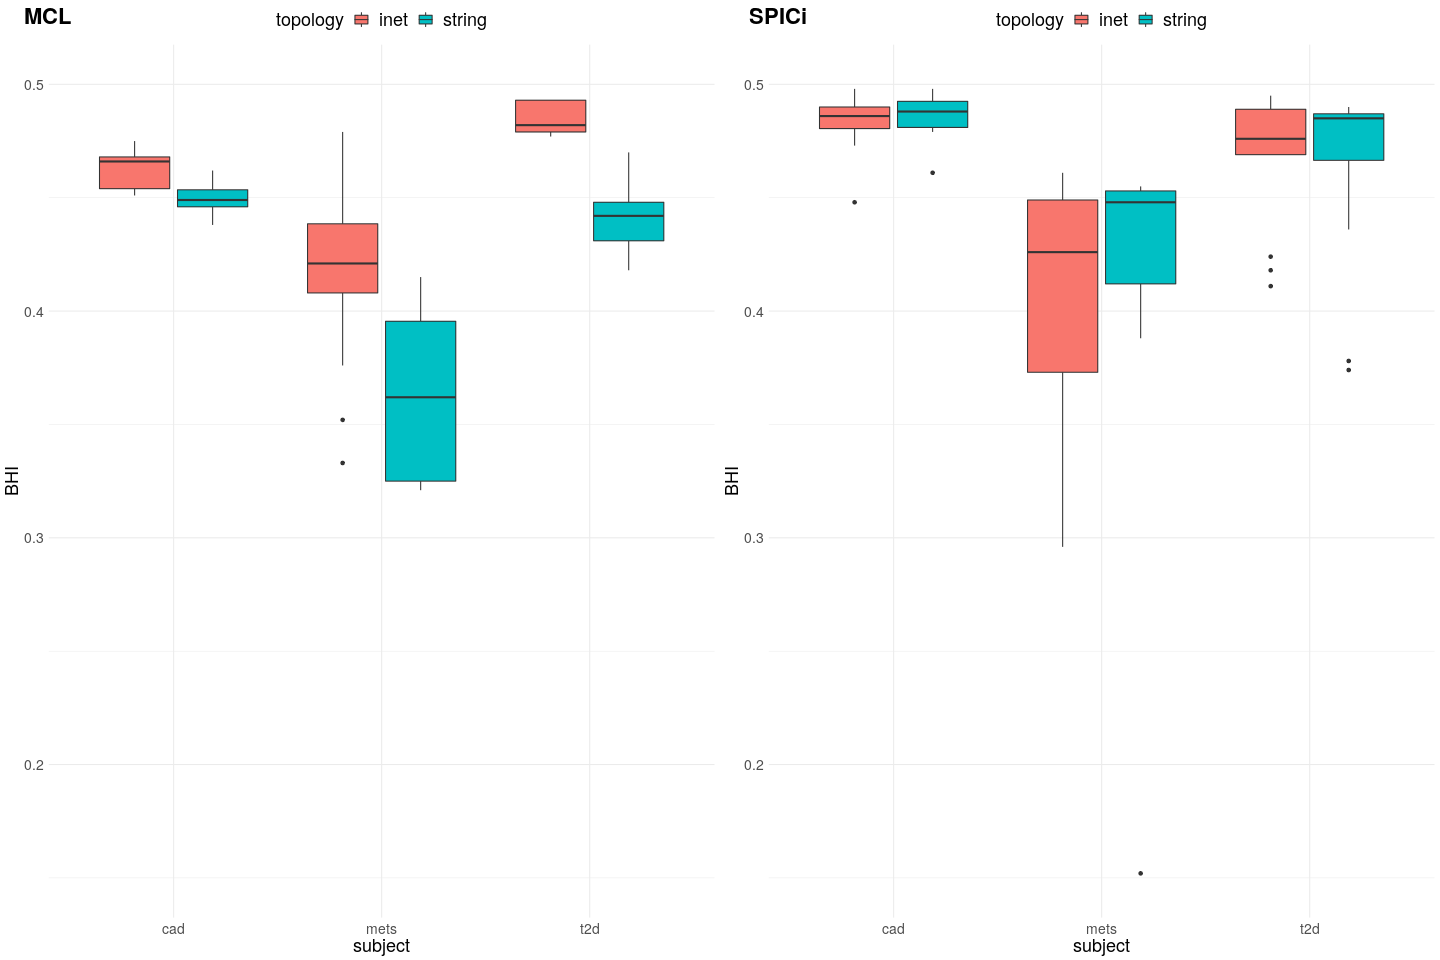 MCL
topology inet string
BHI
0.5
0.4
0.3
0.2
cad mets t2d
subject
SPICi
topology inet string
BHI
0.5
0.4
0.3
0.2
cad mets t2d
subject